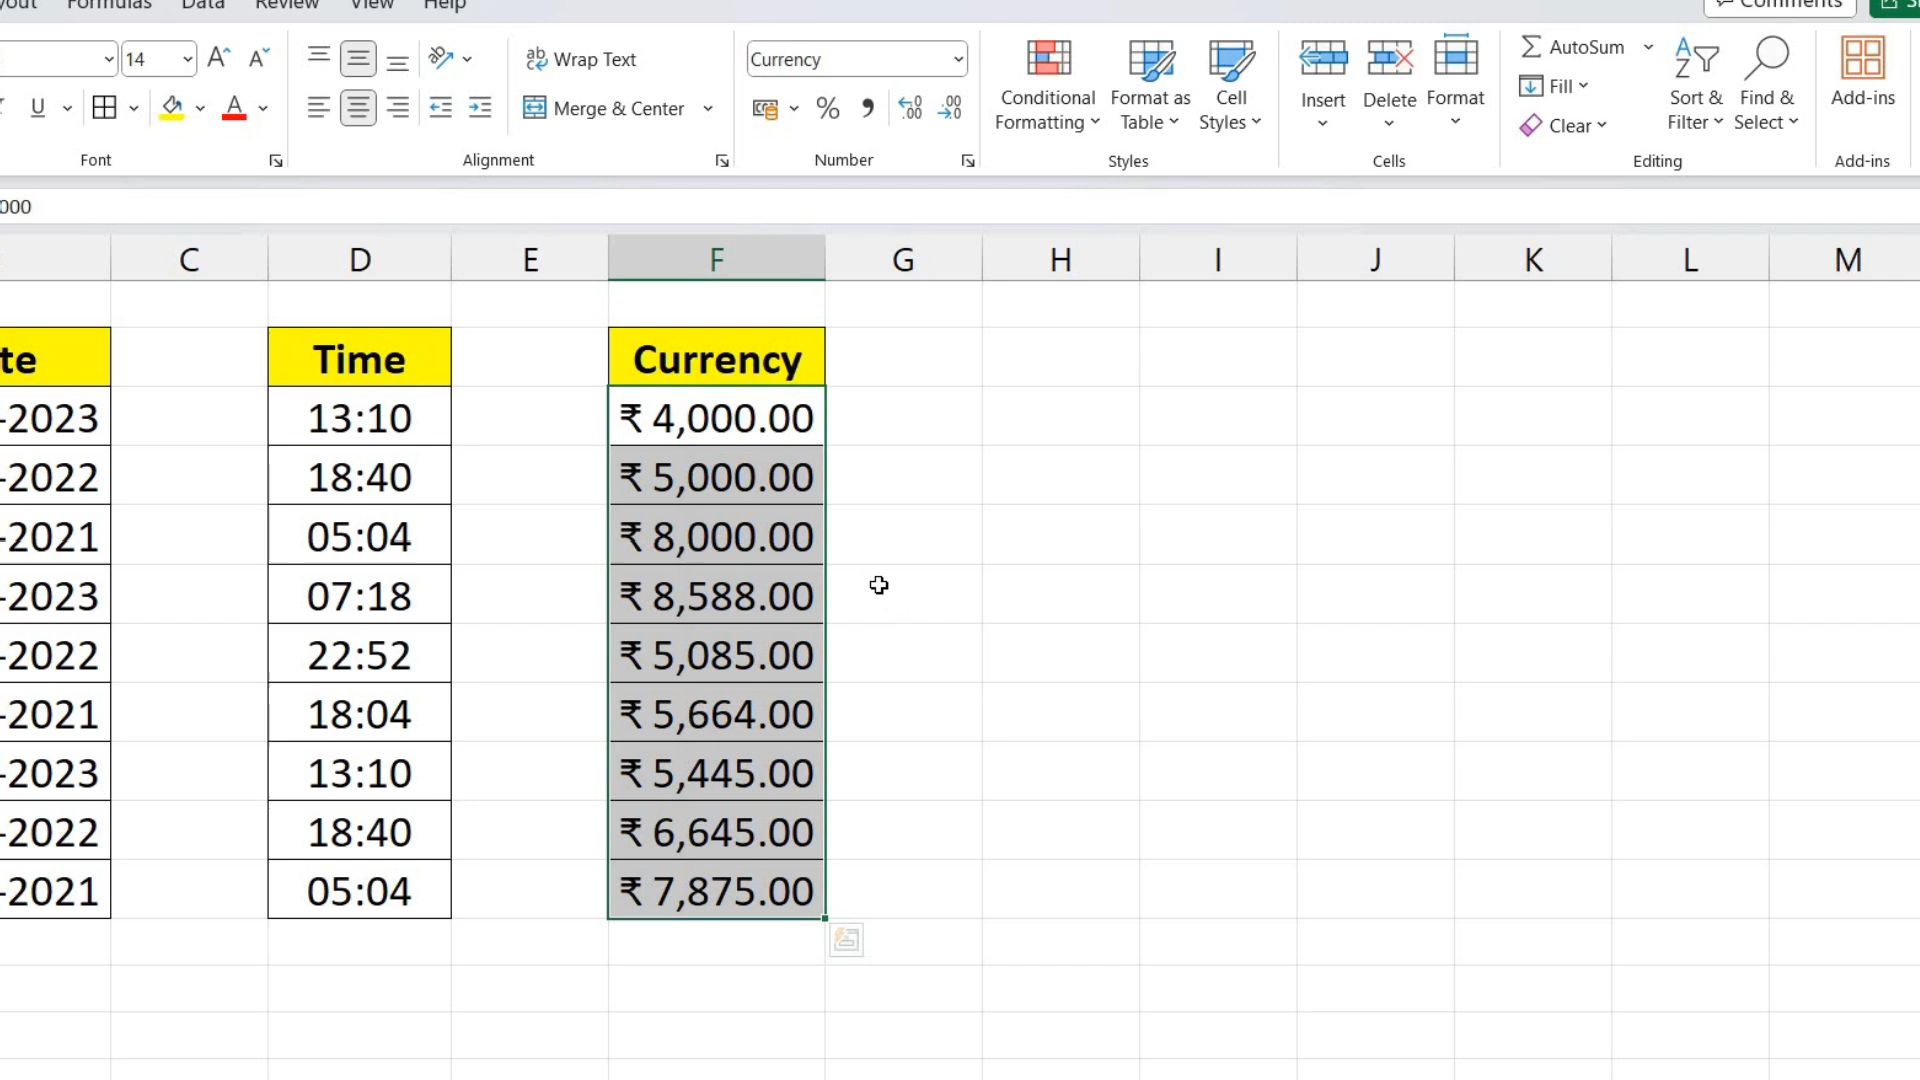 Formulas Data Review View Help Comments
14 Wrap Text Currency AutoSum
Fill
Conditional Formatting Format as Table Cell Styles Insert Delete Format Sort & Filter Find & Select Add-ins
U A Merge & Center % , Clear
Font Alignment Number Styles Cells Editing Add-ins
000
C D E F G H I J K L M
te Time Currency
-2023 13:10 ₹ 4,000.00
-2022 18:40 ₹ 5,000.00
-2021 05:04 ₹ 8,000.00
-2023 07:18 ₹ 8,588.00
-2022 22:52 ₹ 5,085.00
-2021 18:04 ₹ 5,664.00
-2023 13:10 ₹ 5,445.00
-2022 18:40 ₹ 6,645.00
-2021 05:04 ₹ 7,875.00